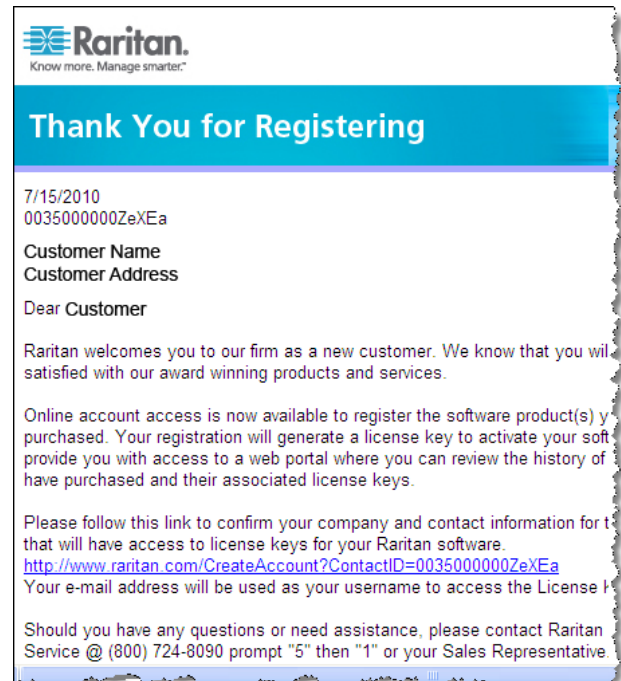 Raritan.
Know more. Manage smarter.™
Thank You for Registering
7/15/2010
0035000000ZeXEa
Customer Name
Customer Address
Dear Customer
Raritan welcomes you to our firm as a new customer. We know that you wil
satisfied with our award winning products and services.
Online account access is now available to register the software product(s) y
purchased. Your registration will generate a license key to activate your soft
provide you with access to a web portal where you can review the history of
have purchased and their associated license keys.
Please follow this link to confirm your company and contact information for t
that will have access to license keys for your Raritan software.
http://www.raritan.com/CreateAccount?ContactID=0035000000ZeXEa
Your e-mail address will be used as your username to access the License
Should you have any questions or need assistance, please contact Raritan
Service @ (800) 724-8090 prompt "5" then "1" or your Sales Representative.